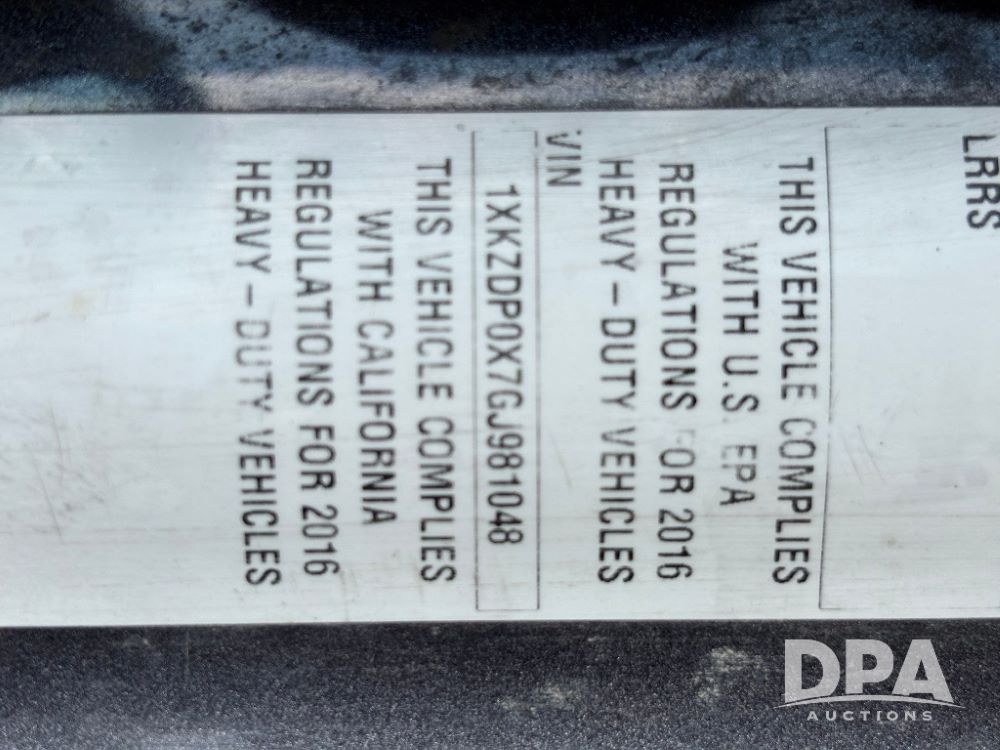 LRRS
THIS VEHICLE COMPLIES
WITH U.S. EPA
REGULATIONS FOR 2016
HEAVY – DUTY VEHICLES
VIN
1XKZDP0X7GJ981048
THIS VEHICLE COMPLIES
WITH CALIFORNIA
REGULATIONS FOR 2016
HEAVY – DUTY VEHICLES
DPA
AUCTIONS